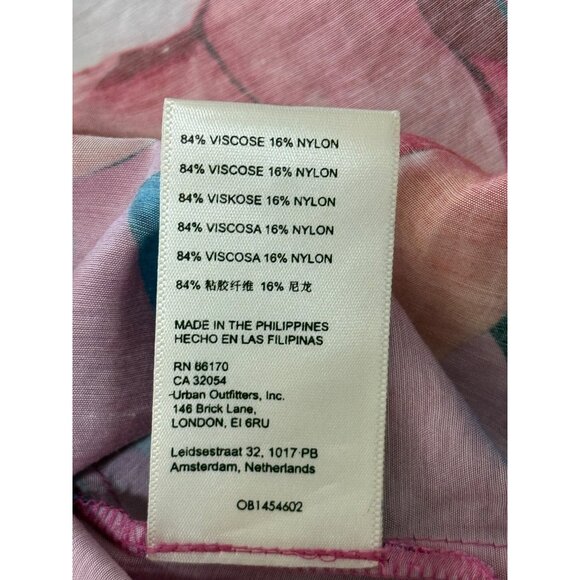 84% VISCOSE 16% NYLON
84% VISCOSE 16% NYLON
84% VISKOSE 16% NYLON
84% VISCOSA 16% NYLON
84% VISCOSA 16% NYLON
84% 粘胶纤维 16% 尼龙
MADE IN THE PHILIPPINES
HECHO EN LAS FILIPINAS
RN 66170
CA 32054
Urban Outfitters, Inc.
146 Brick Lane,
LONDON, EI 6RU
Leidsestraat 32, 1017 PB
Amsterdam, Netherlands
OB1454602